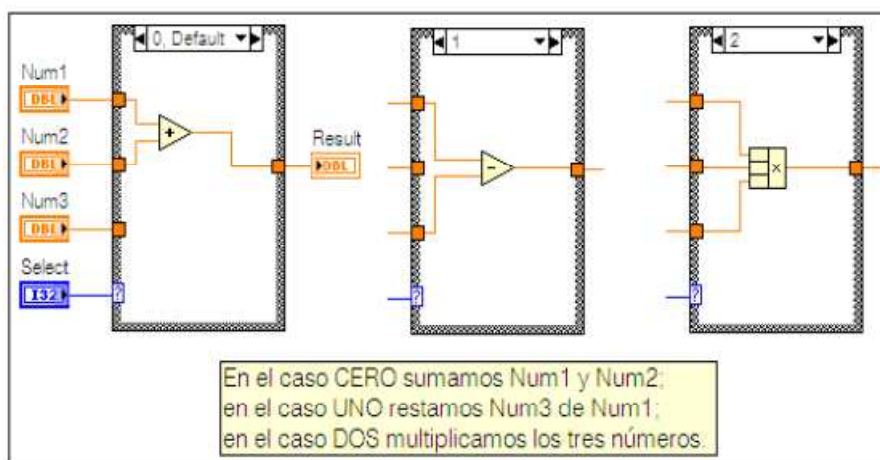 0, Default
1
2
Num1
DBL
Num2
DBL
Result
DBL
Num3
DBL
Select
I32
?
?
?
+
-
x
En el caso CERO sumamos Num1 y Num2;
en el caso UNO restamos Num3 de Num1;
en el caso DOS multiplicamos los tres números.